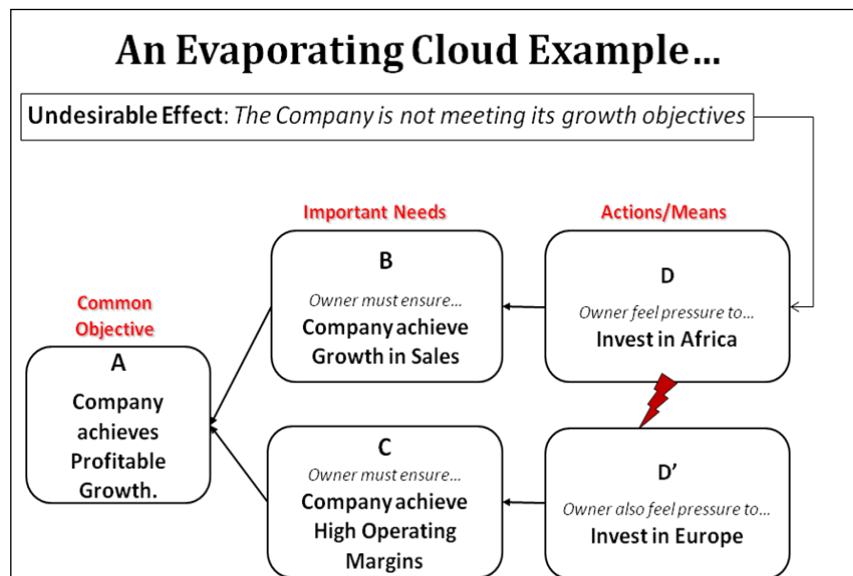 An Evaporating Cloud Example...
Undesirable Effect: The Company is not meeting its growth objectives
Important Needs
Actions/Means
B
Owner must ensure...
Company achieve
Growth in Sales
D
Owner feel pressure to...
Invest in Africa
Common
Objective
A
Company
achieves
Profitable
Growth.
C
Owner must ensure...
Company achieve
High Operating
Margins
D’
Owner also feel pressure to...
Invest in Europe